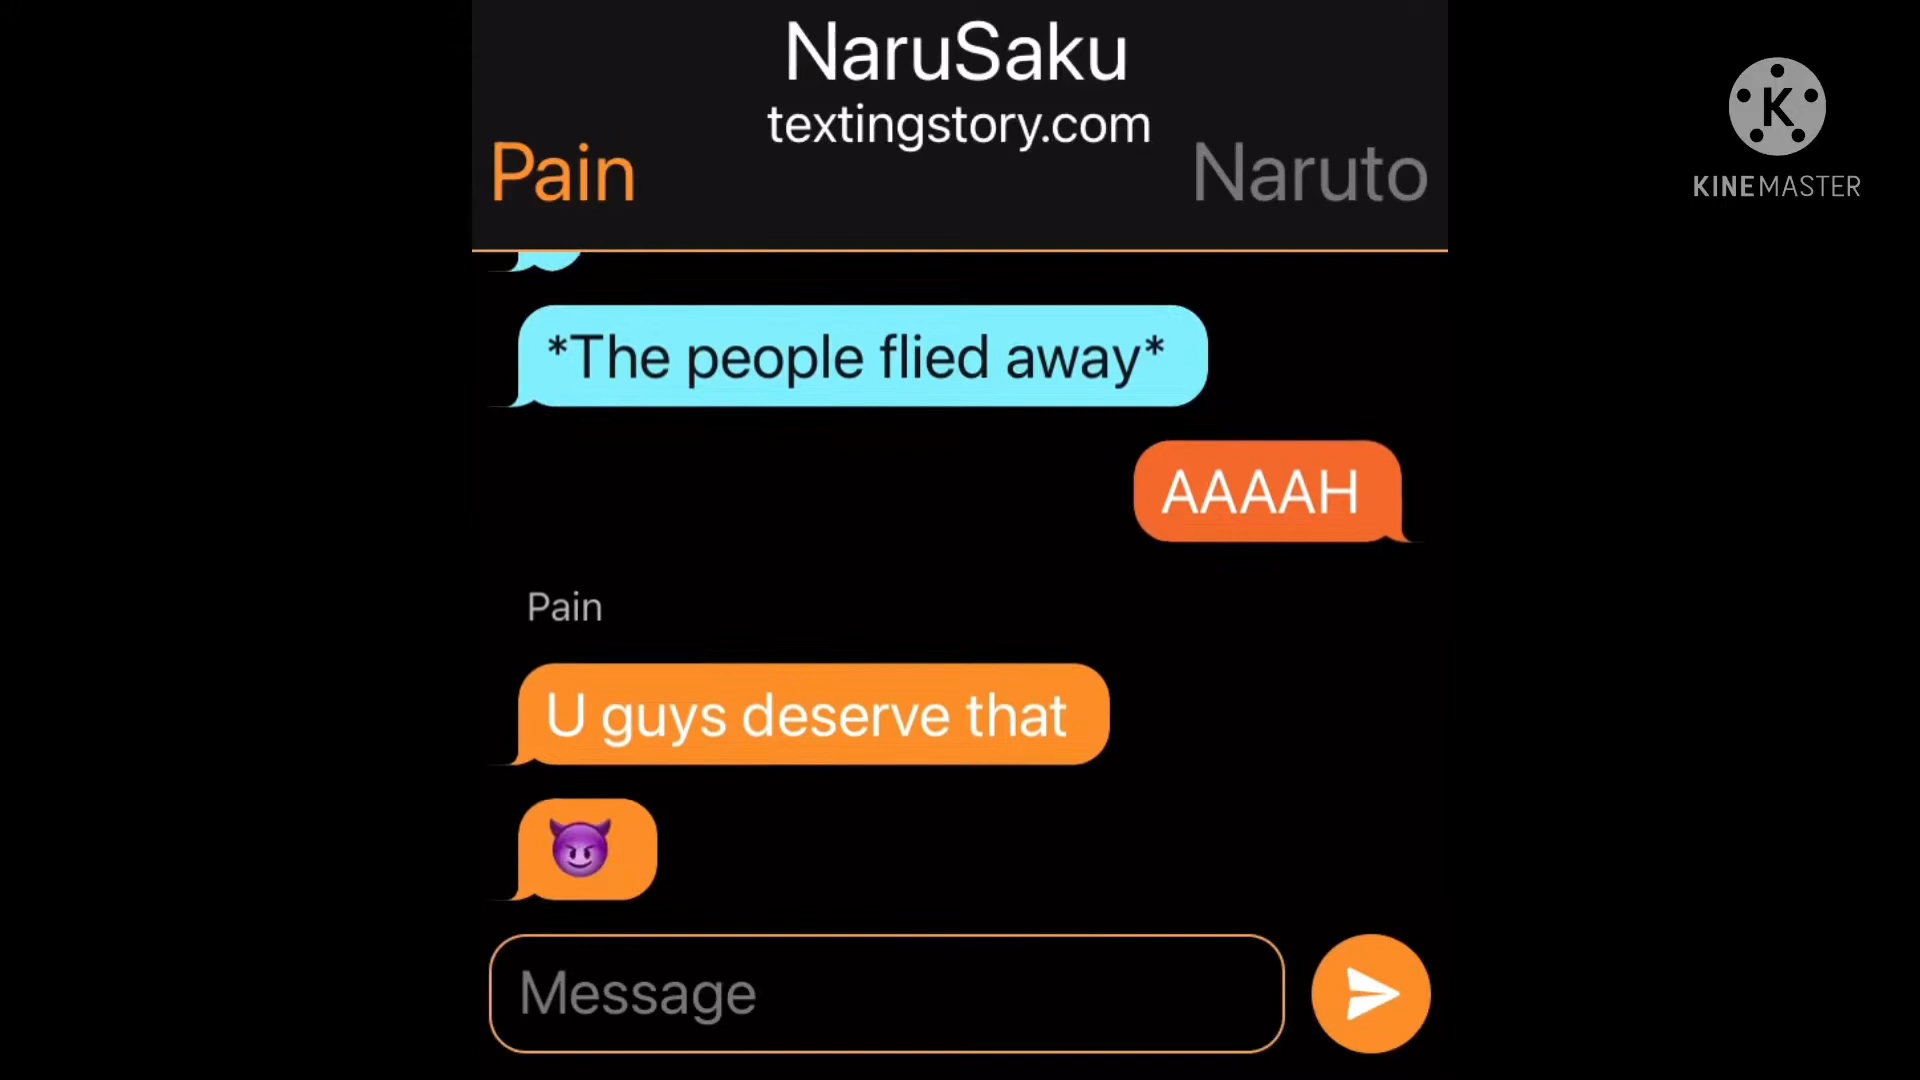 NaruSaku
textingstory.com
Pain
Naruto
K
KINEMASTER
*The people flied away*
AAAAH
Pain
U guys deserve that
😈
Message